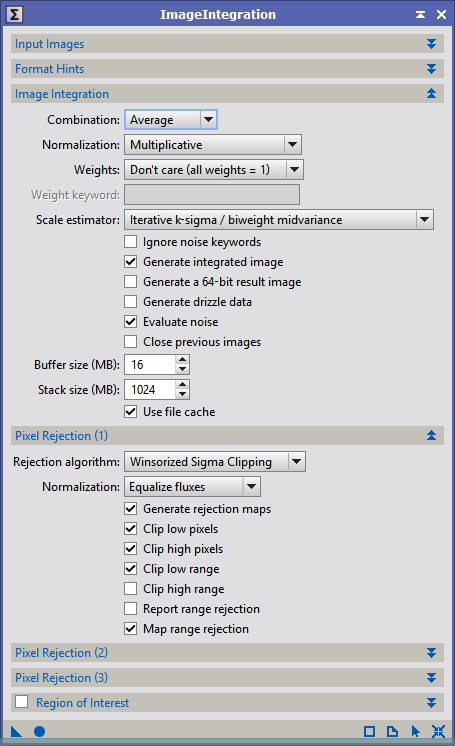 Σ ImageIntegration
Input Images
Format Hints
Image Integration
Combination: Average
Normalization: Multiplicative
Weights: Don't care (all weights = 1)
Weight keyword:
Scale estimator: Iterative k-sigma / biweight midvariance
Ignore noise keywords
Generate integrated image
Generate a 64-bit result image
Generate drizzle data
Evaluate noise
Close previous images
Buffer size (MB): 16
Stack size (MB): 1024
Use file cache
Pixel Rejection (1)
Rejection algorithm: Winsorized Sigma Clipping
Normalization: Equalize fluxes
Generate rejection maps
Clip low pixels
Clip high pixels
Clip low range
Clip high range
Report range rejection
Map range rejection
Pixel Rejection (2)
Pixel Rejection (3)
Region of Interest